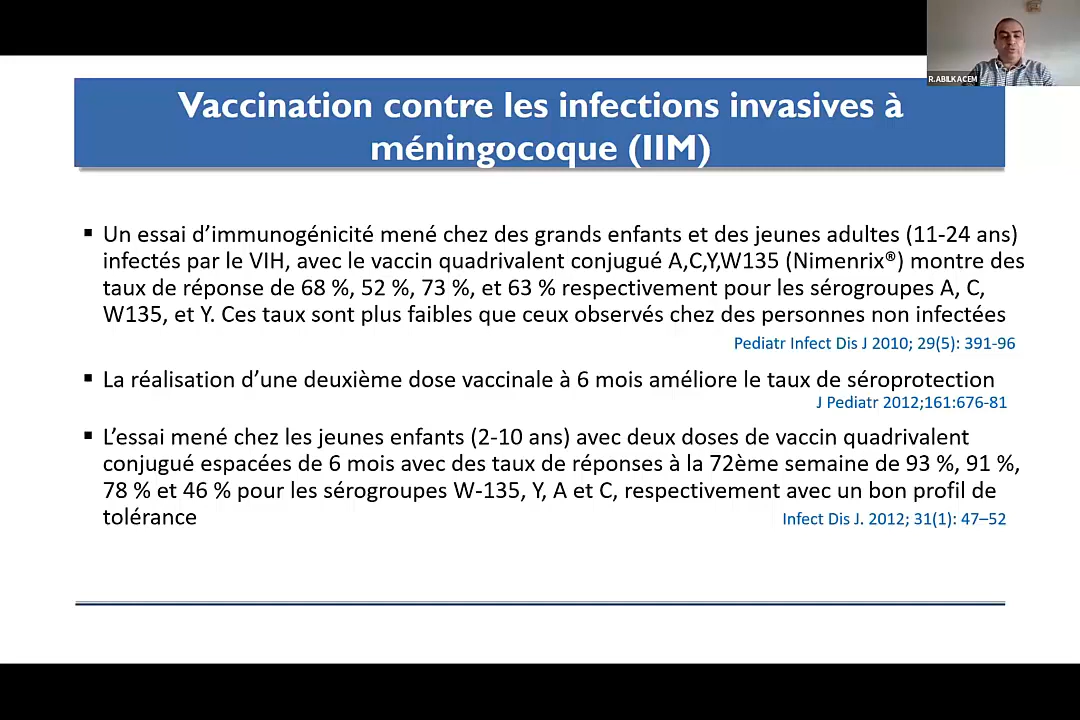 R.ABILKACEM
Vaccination contre les infections invasives à
méningocoque (IIM)
▪ Un essai d’immunogénicité mené chez des grands enfants et des jeunes adultes (11-24 ans)
infectés par le VIH, avec le vaccin quadrivalent conjugué A,C,Y,W135 (Nimenrix®) montre des
taux de réponse de 68 %, 52 %, 73 %, et 63 % respectivement pour les sérogroupes A, C,
W135, et Y. Ces taux sont plus faibles que ceux observés chez des personnes non infectées
Pediatr Infect Dis J 2010; 29(5): 391-96
▪ La réalisation d’une deuxième dose vaccinale à 6 mois améliore le taux de séroprotection
J Pediatr 2012;161:676-81
▪ L’essai mené chez les jeunes enfants (2-10 ans) avec deux doses de vaccin quadrivalent
conjugué espacées de 6 mois avec des taux de réponses à la 72ème semaine de 93 %, 91 %,
78 % et 46 % pour les sérogroupes W-135, Y, A et C, respectivement avec un bon profil de
tolérance
Infect Dis J. 2012; 31(1): 47–52